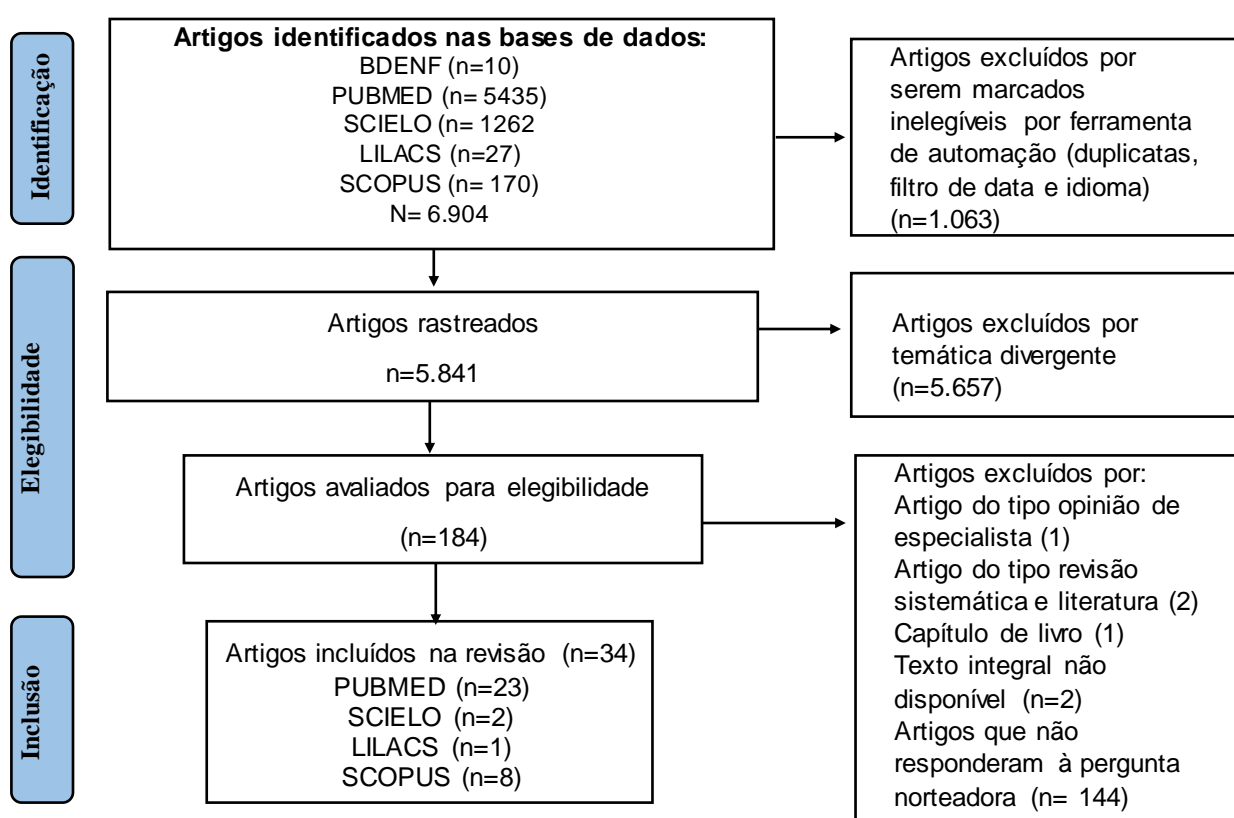 Identificação
Artigos identificados nas bases de dados:
BDENF (n=10)
PUBMED (n= 5435)
SCIELO (n= 1262
LILACS (n=27)
SCOPUS (n= 170)
N= 6.904
Artigos excluídos por
serem marcados
inelegíveis por ferramenta
de automação (duplicatas,
filtro de data e idioma)
(n=1.063)
Elegibilidade
Artigos rastreados
n=5.841
Artigos excluídos por
temática divergente
(n=5.657)
Artigos avaliados para elegibilidade
(n=184)
Artigos excluídos por:
Artigo do tipo opinião de
especialista (1)
Artigo do tipo revisão
sistemática e literatura (2)
Capítulo de livro (1)
Texto integral não
disponível (n=2)
Artigos que não
responderam à pergunta
norteadora (n= 144)
Inclusão
Artigos incluídos na revisão (n=34)
PUBMED (n=23)
SCIELO (n=2)
LILACS (n=1)
SCOPUS (n=8)